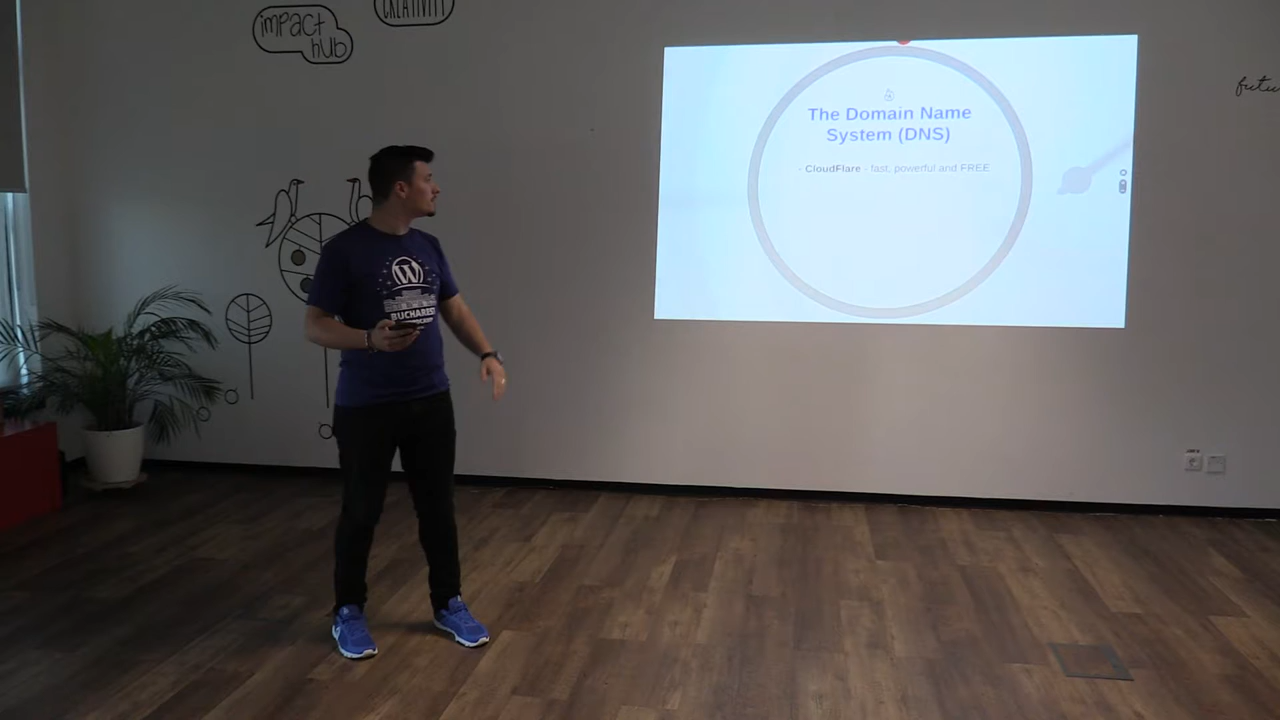 impact
hub
CREATIVITY
The Domain Name
System (DNS)
- CloudFlare - fast, powerful and FREE
W
BUCHAREST